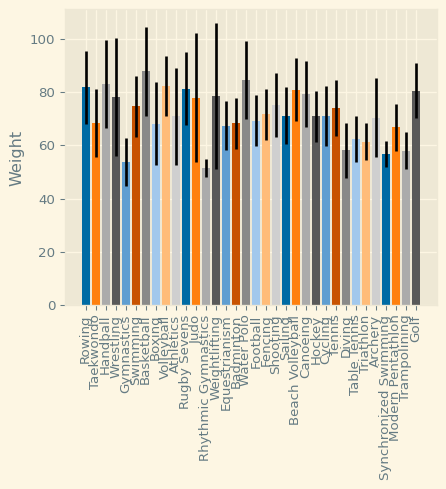 100
80
60
40
20
0
Weight
Rowing
Taekwondo
Handball
Wrestling
Gymnastics
Swimming
Basketball
Boxing
Volleyball
Athletics
Rugby Sevens
Judo
Rhythmic Gymnastics
Weightlifting
Equestrianism
Badminton
Water Polo
Football
Fencing
Shooting
Sailing
Beach Volleyball
Canoeing
Hockey
Cycling
Tennis
Diving
Table Tennis
Triathlon
Archery
Synchronized Swimming
Modern Pentathlon
Trampolining
Golf